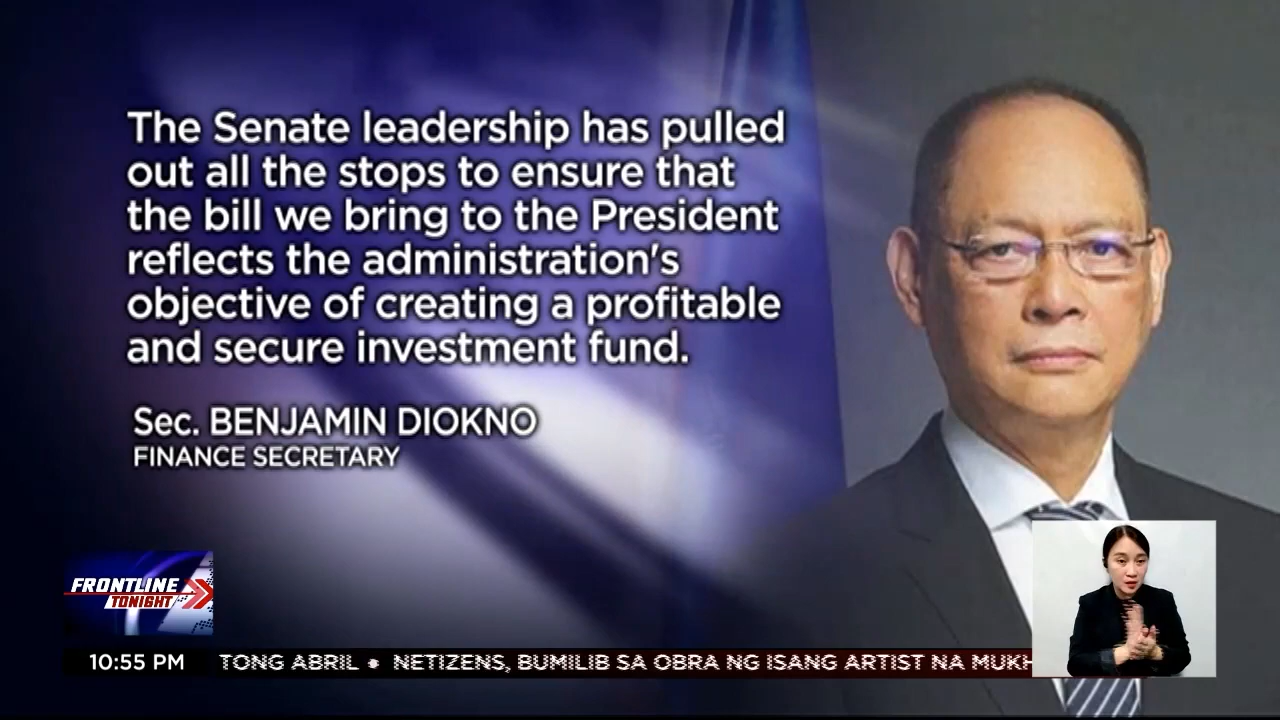 The Senate leadership has pulled
out all the stops to ensure that
the bill we bring to the President
reflects the administration's
objective of creating a profitable
and secure investment fund.
Sec. BENJAMIN DIOKNO
FINANCE SECRETARY
FRONTLINE
TONIGHT
10:55 PM TONG ABRIL • NETIZENS, BUMILIB SA OBRA NG ISANG ARTIST NA